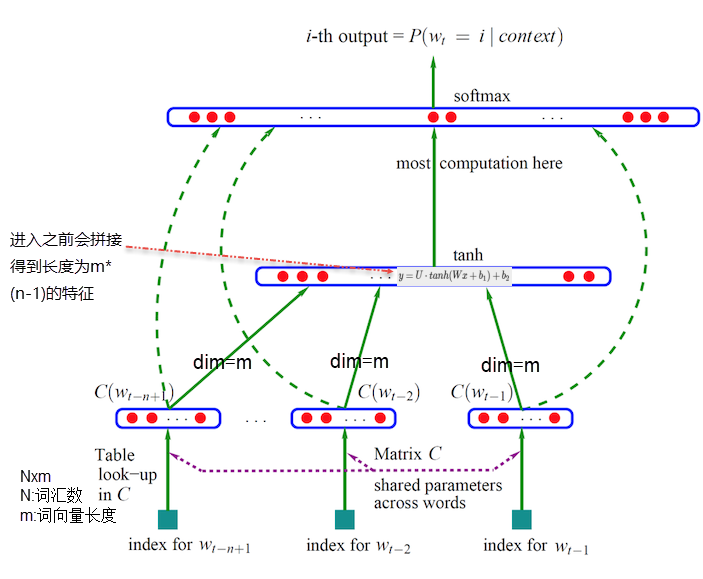 i-th output = P(w_t = i | context)
softmax
. . .
. . .
most computation here
进入之前会拼接
得到长度为m*
(n-1)的特征
tanh
. . . y = U · tanh(Wx + b_1) + b_2
dim=m
dim=m
dim=m
C(w_{t-n+1})
C(w_{t-2})
C(w_{t-1})
. . .
. . .
. . .
. . .
Table
look-up
in C
Matrix C
shared parameters
across words
Nxm
N:词汇数
m:词向量长度
index for w_{t-n+1}
index for w_{t-2}
index for w_{t-1}